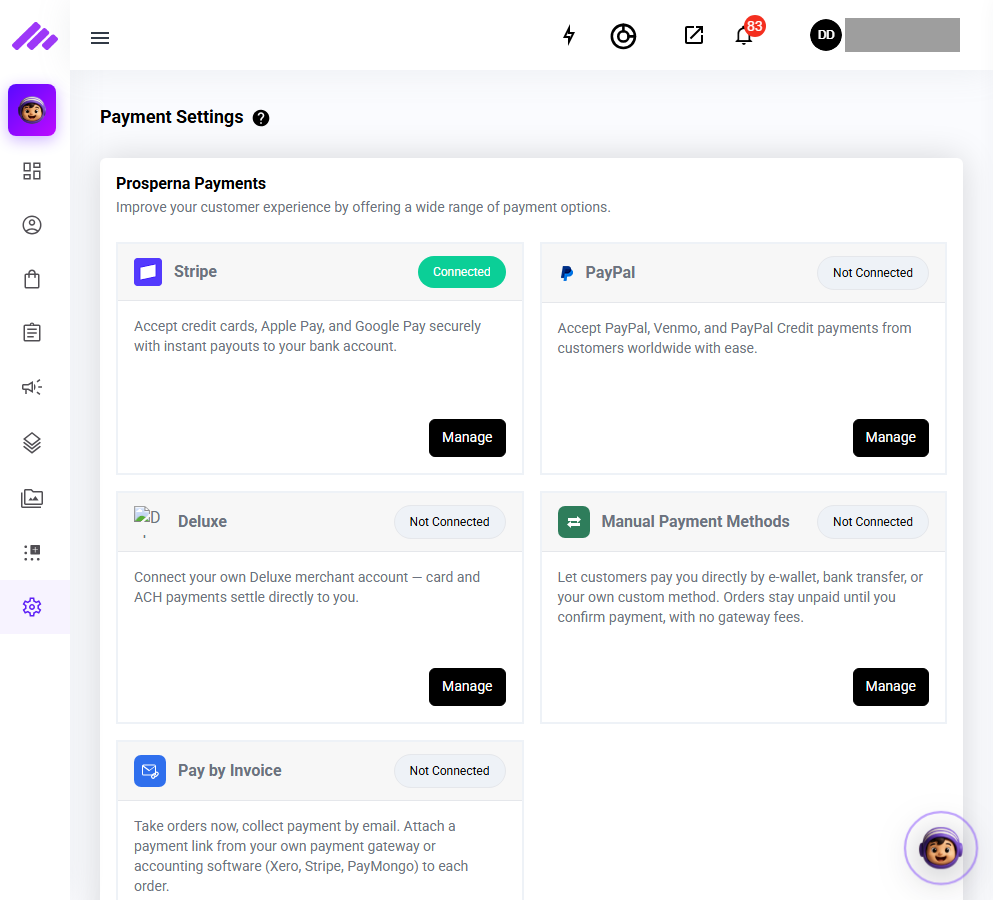 83
DD
Payment Settings ?
Prosperna Payments
Improve your customer experience by offering a wide range of payment options.
Stripe
Connected
Accept credit cards, Apple Pay, and Google Pay securely
with instant payouts to your bank account.
Manage
PayPal
Not Connected
Accept PayPal, Venmo, and PayPal Credit payments from
customers worldwide with ease.
Manage
D
Deluxe
Not Connected
Connect your own Deluxe merchant account — card and
ACH payments settle directly to you.
Manage
Manual Payment Methods
Not Connected
Let customers pay you directly by e-wallet, bank transfer, or
your own custom method. Orders stay unpaid until you
confirm payment, with no gateway fees.
Manage
Pay by Invoice
Not Connected
Take orders now, collect payment by email. Attach a
payment link from your own payment gateway or
accounting software (Xero, Stripe, PayMongo) to each
order.